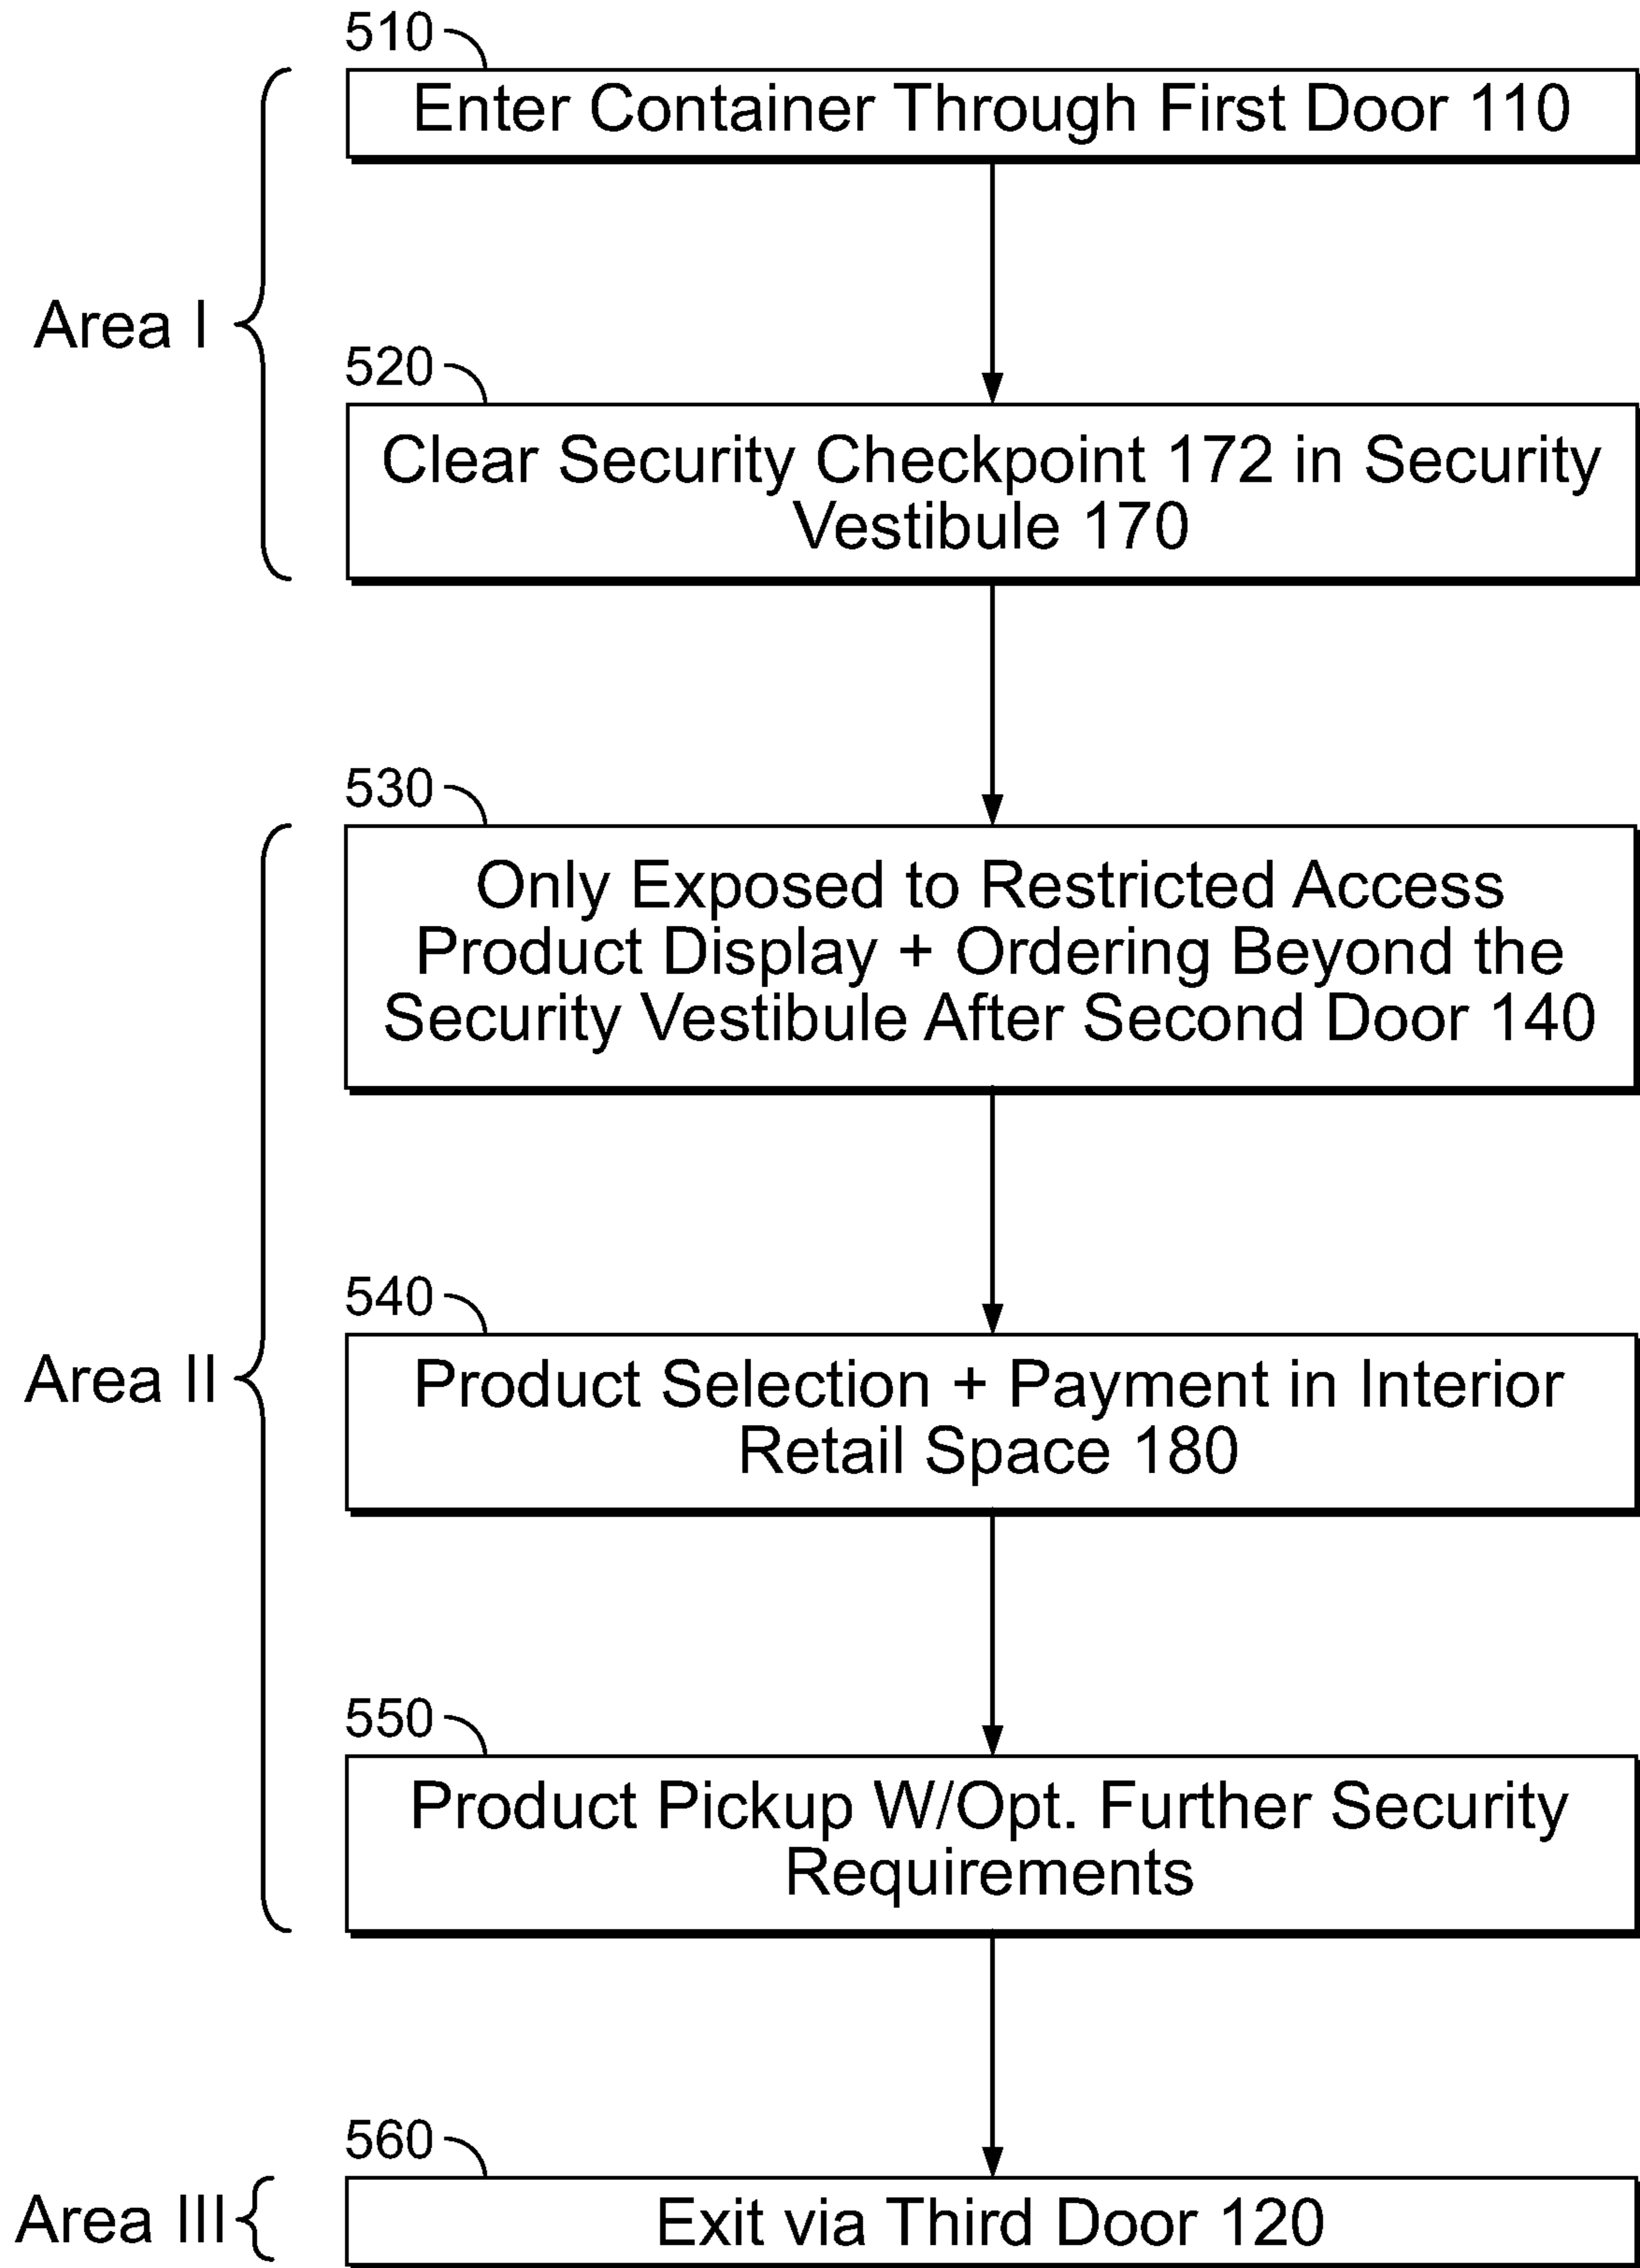 510
Enter Container Through First Door 110
Area I
520
Clear Security Checkpoint 172 in Security
Vestibule 170
530
Only Exposed to Restricted Access
Product Display + Ordering Beyond the
Security Vestibule After Second Door 140
540
Area II
Product Selection + Payment in Interior
Retail Space 180
550
Product Pickup W/Opt. Further Security
Requirements
560
Area III
Exit via Third Door 120